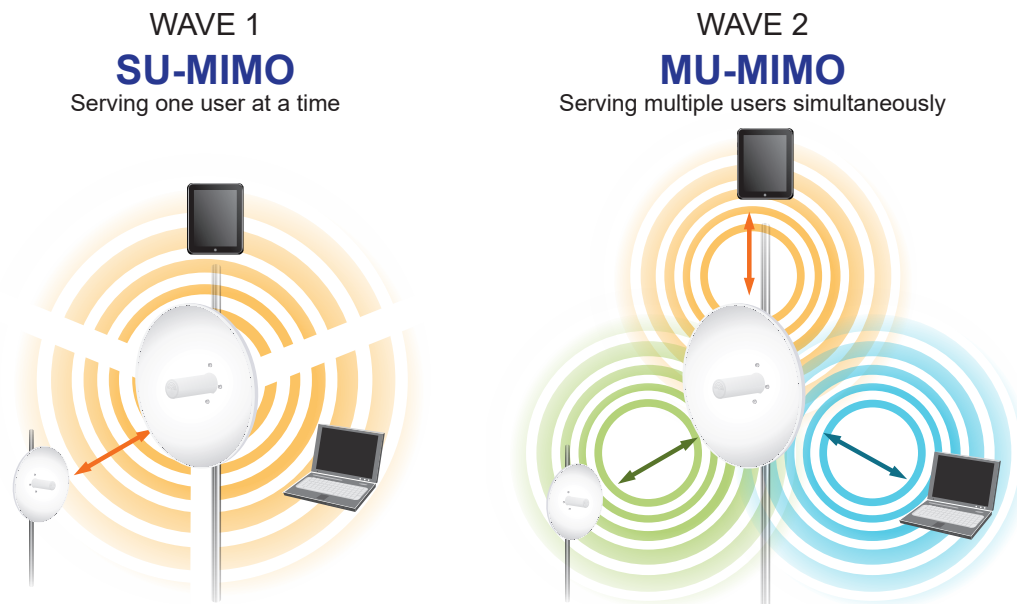 WAVE 1
SU-MIMO
Serving one user at a time
WAVE 2
MU-MIMO
Serving multiple users simultaneously